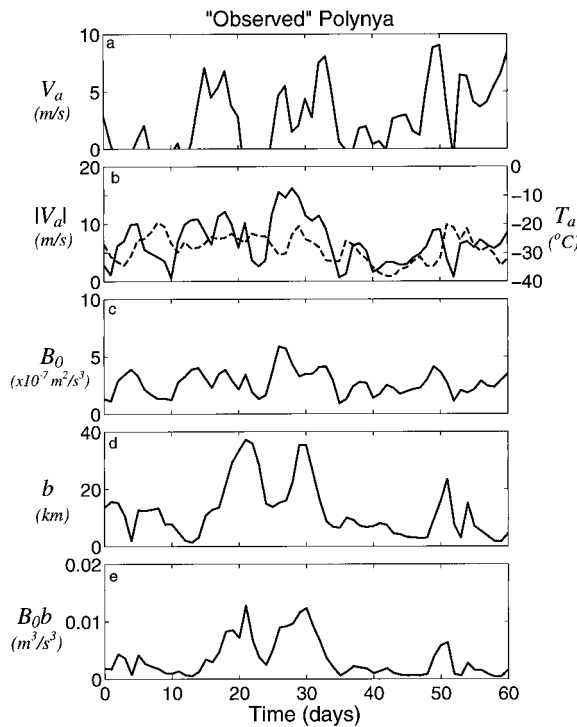 "Observed" Polynya
a
V_a
(m/s)
10
5
0
b
|V_a|
(m/s)
20
10
0
0
−10
−20
−30
−40
T_a
(°C)
c
B_0
(x10^-7 m^2/s^3)
10
5
0
d
b
(km)
40
20
0
e
B_0b
(m^3/s^3)
0.02
0.01
0
0 10 20 30 40 50 60
Time (days)